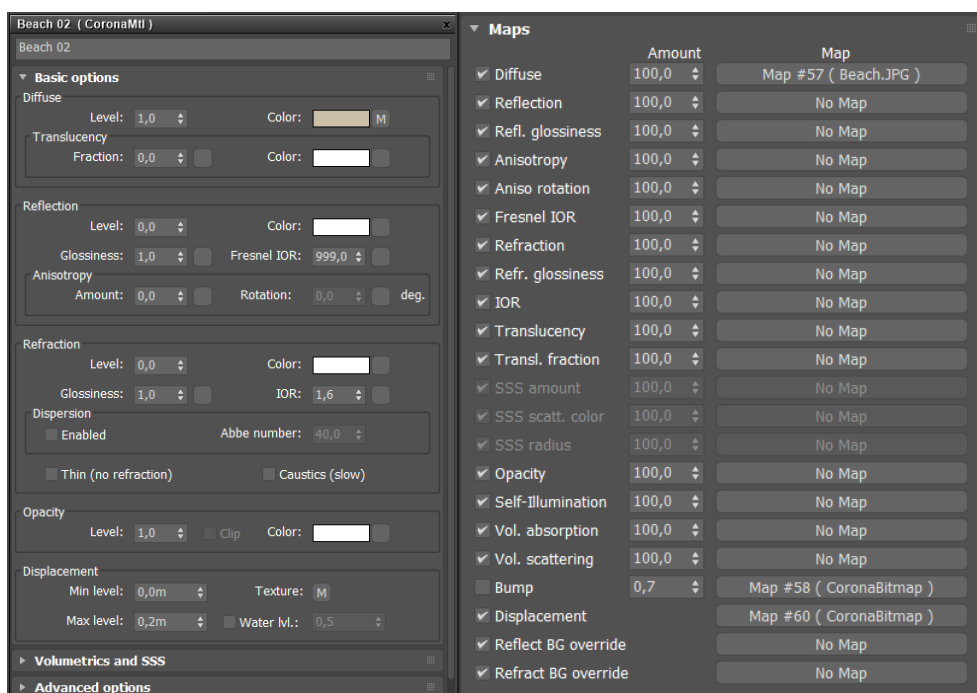 Beach 02 ( CoronaMtl ) x
Beach 02
Basic options
Diffuse
Level: 1,0 Color: M
Translucency
Fraction: 0,0 Color:
Reflection
Level: 0,0 Color:
Glossiness: 1,0 Fresnel IOR: 999,0
Anisotropy
Amount: 0,0 Rotation: 0,0 deg.
Refraction
Level: 0,0 Color:
Glossiness: 1,0 IOR: 1,6
Dispersion
Enabled Abbe number: 40,0
Thin (no refraction) Caustics (slow)
Opacity
Level: 1,0 Clip Color:
Displacement
Min level: 0,0m Texture: M
Max level: 0,2m Water lvl.: 0,5
Volumetrics and SSS
Advanced options
Maps
Amount Map
Diffuse 100,0 Map #57 ( Beach.JPG )
Reflection 100,0 No Map
Refl. glossiness 100,0 No Map
Anisotropy 100,0 No Map
Aniso rotation 100,0 No Map
Fresnel IOR 100,0 No Map
Refraction 100,0 No Map
Refr. glossiness 100,0 No Map
IOR 100,0 No Map
Translucency 100,0 No Map
Transl. fraction 100,0 No Map
SSS amount 100,0 No Map
SSS scatt. color 100,0 No Map
SSS radius 100,0 No Map
Opacity 100,0 No Map
Self-Illumination 100,0 No Map
Vol. absorption 100,0 No Map
Vol. scattering 100,0 No Map
Bump 0,7 Map #58 ( CoronaBitmap )
Displacement Map #60 ( CoronaBitmap )
Reflect BG override No Map
Refract BG override No Map